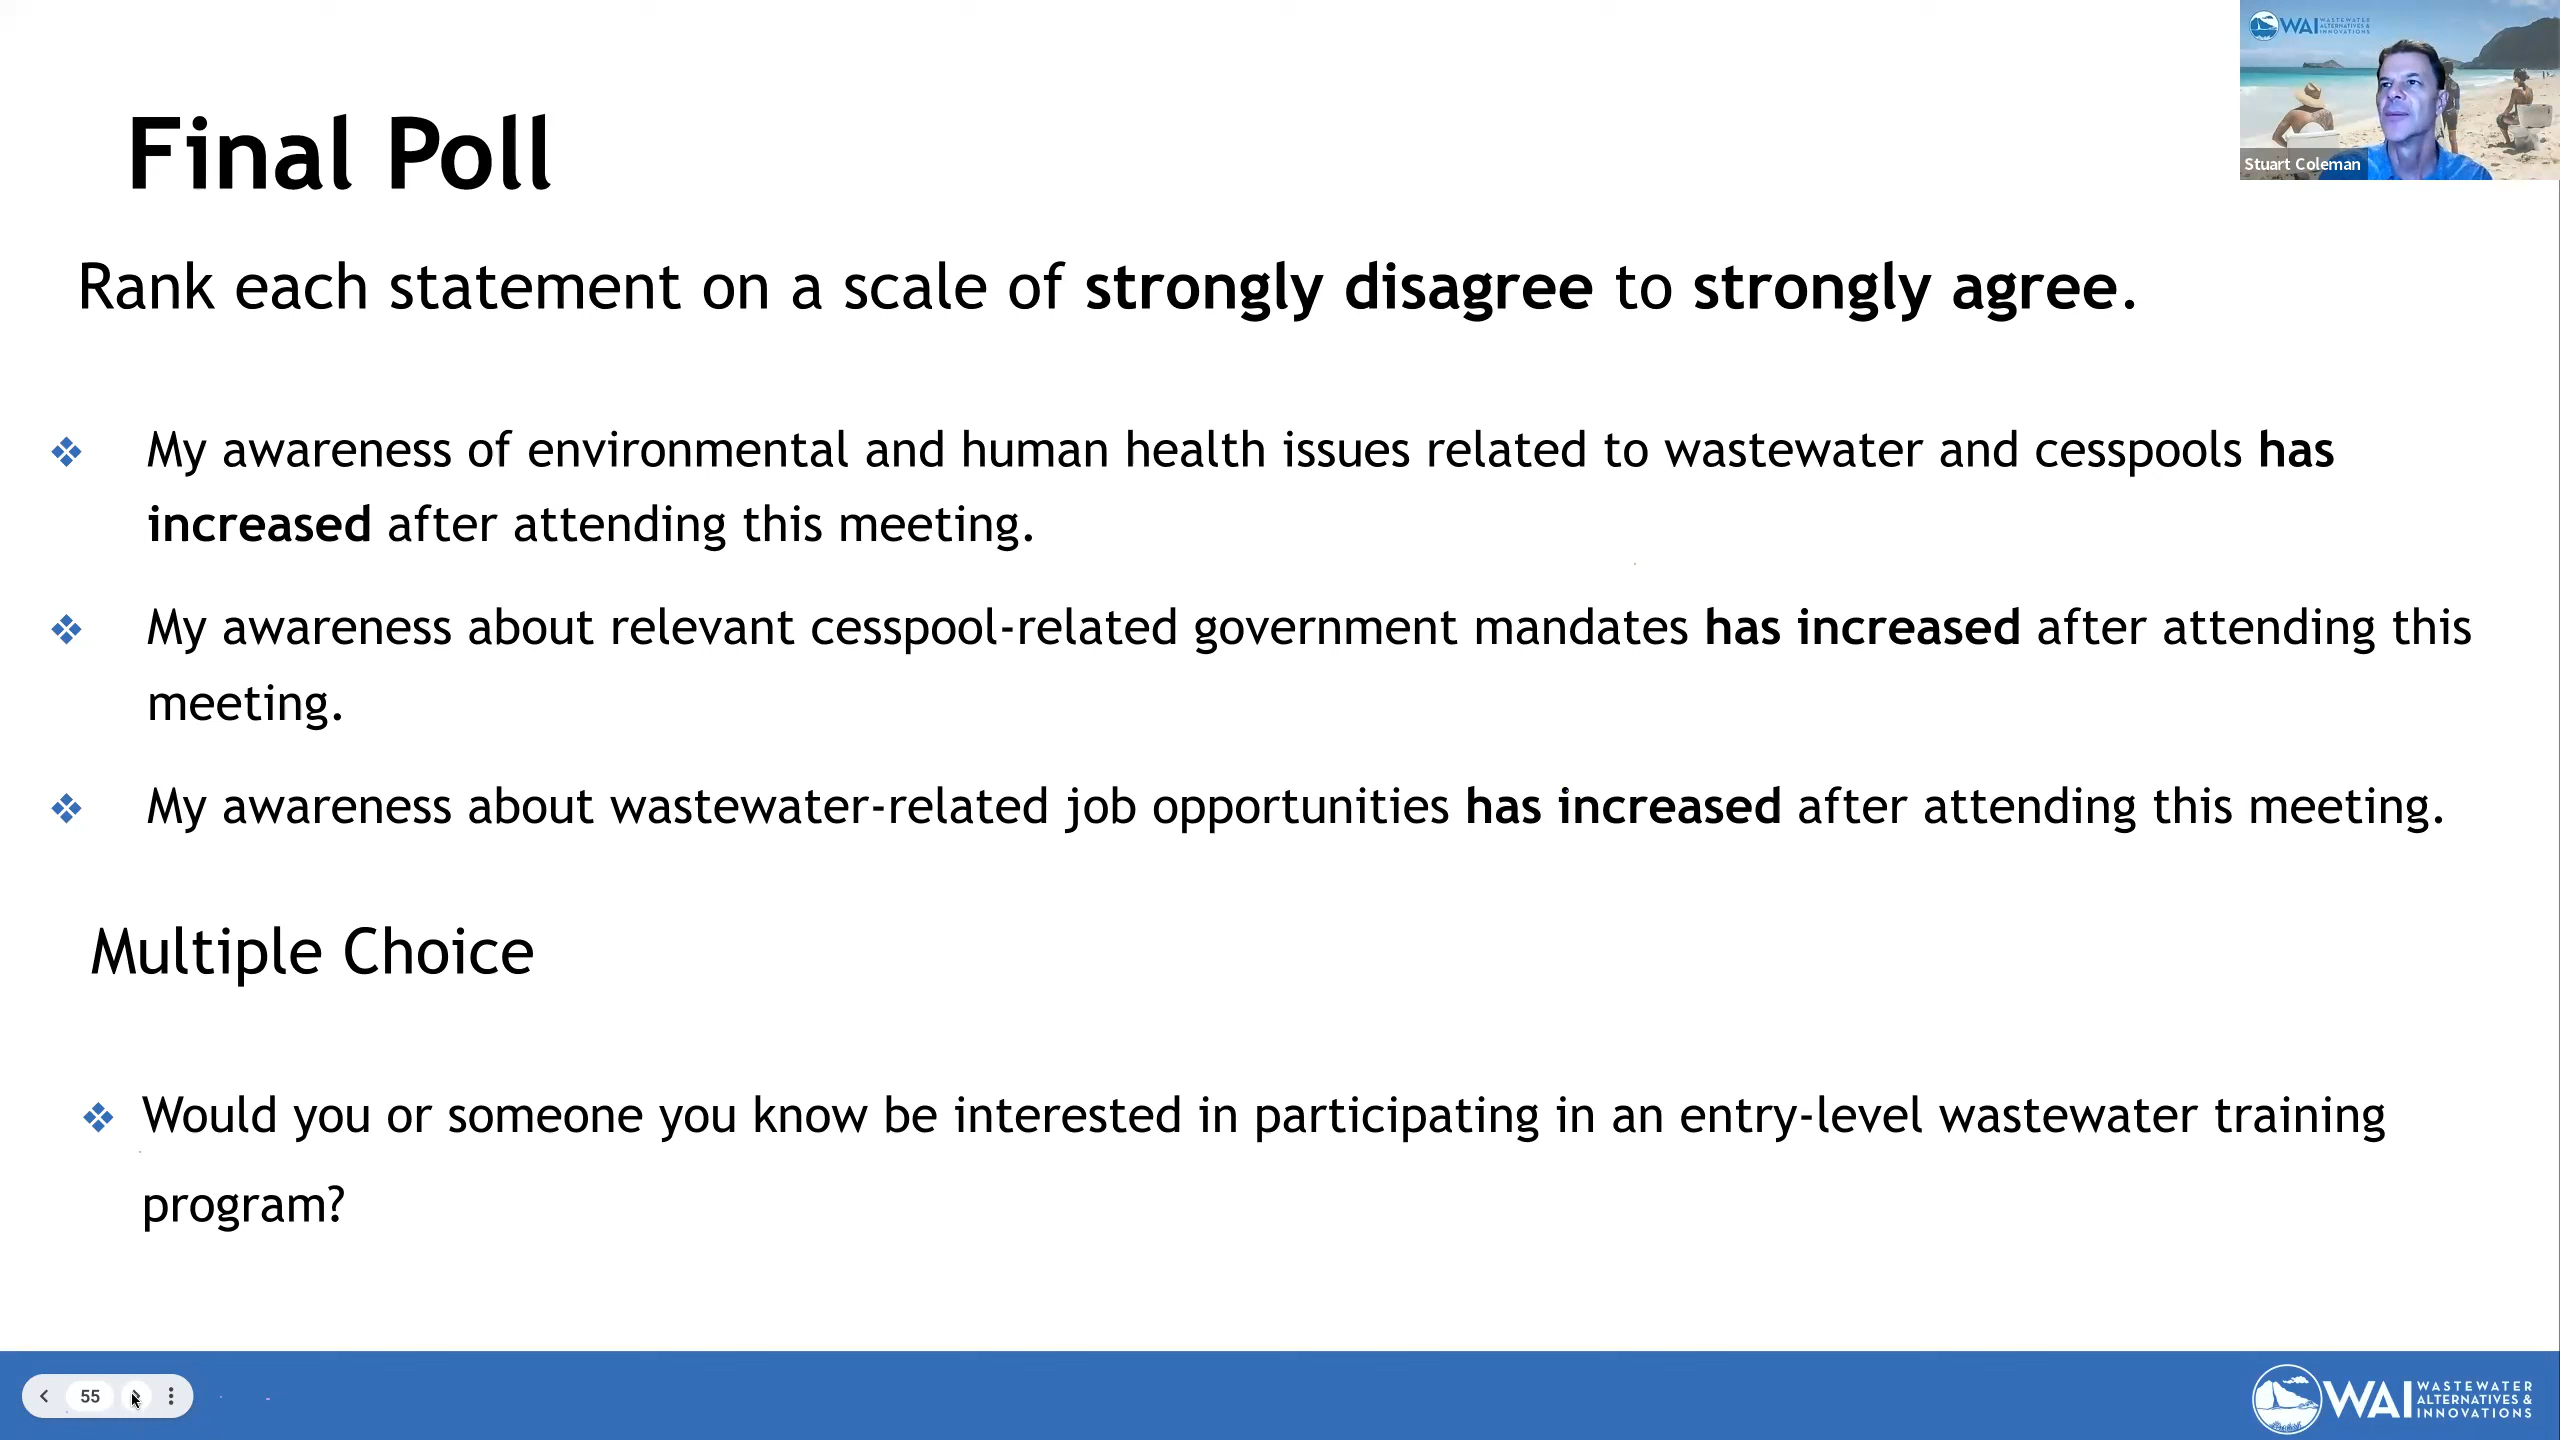 Final Poll
WAI WASTEWATER
ALTERNATIVES &
INNOVATIONS
Stuart Coleman
Rank each statement on a scale of strongly disagree to strongly agree.
❖ My awareness of environmental and human health issues related to wastewater and cesspools has
increased after attending this meeting.
❖ My awareness about relevant cesspool-related government mandates has increased after attending this
meeting.
❖ My awareness about wastewater-related job opportunities has increased after attending this meeting.
Multiple Choice
❖ Would you or someone you know be interested in participating in an entry-level wastewater training
program?
55
WAI WASTEWATER
ALTERNATIVES &
INNOVATIONS